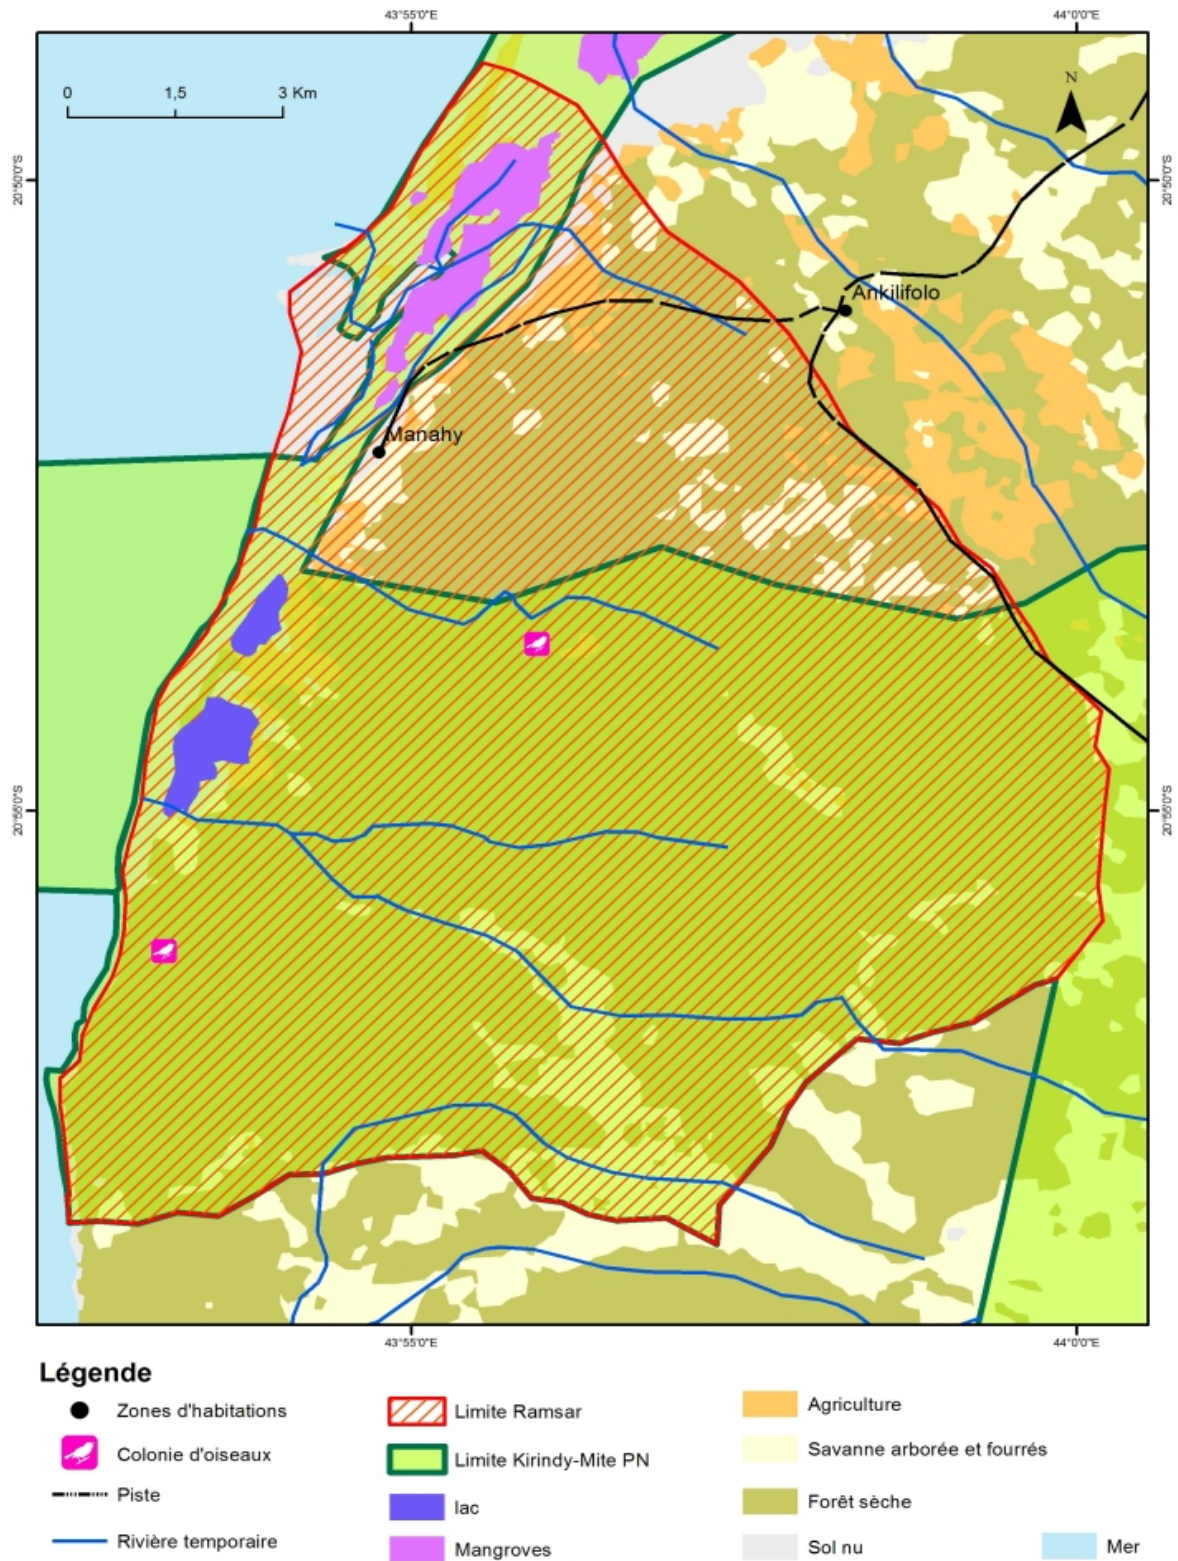 43°55'0"E
44°0'0"E
0
1,5
3 Km
N
20°50'0"S
20°50'0"S
Ankilifolo
Manahy
20°55'0"S
20°55'0"S
43°55'0"E
44°0'0"E
Légende
Zones d'habitations
Colonie d'oiseaux
Piste
Rivière temporaire
Limite Ramsar
Limite Kirindy-Mite PN
lac
Mangroves
Agriculture
Savanne arborée et fourrés
Forêt sèche
Sol nu
Mer